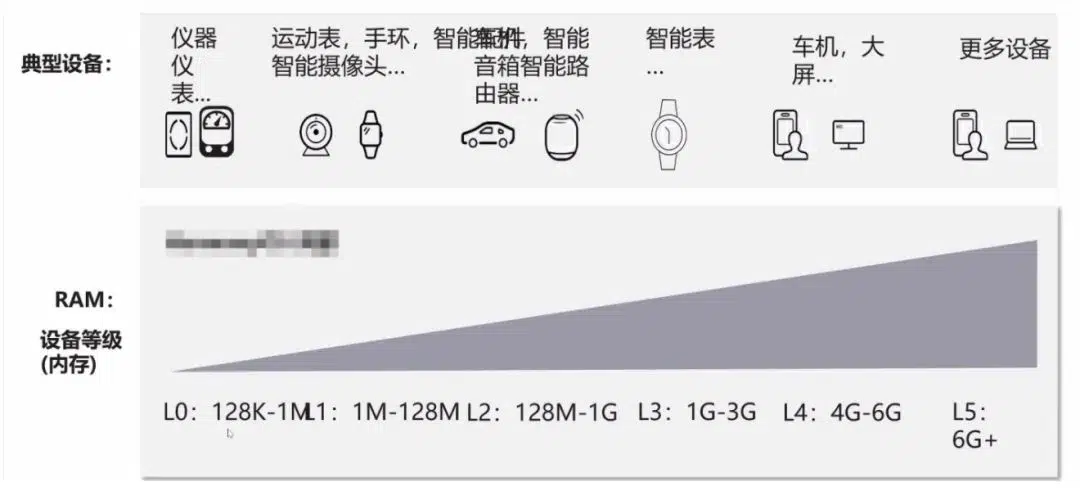 典型设备：
仪器
仪
表...
运动表，手环，智能配件，
智能摄像头...
车机，智能
音箱智能路
由器...
智能表
...
车机，大
屏...
更多设备
RAM：
设备等级
(内存)
L0：128K-1M
L1：1M-128M
L2：128M-1G
L3：1G-3G
L4：4G-6G
L5：
6G+